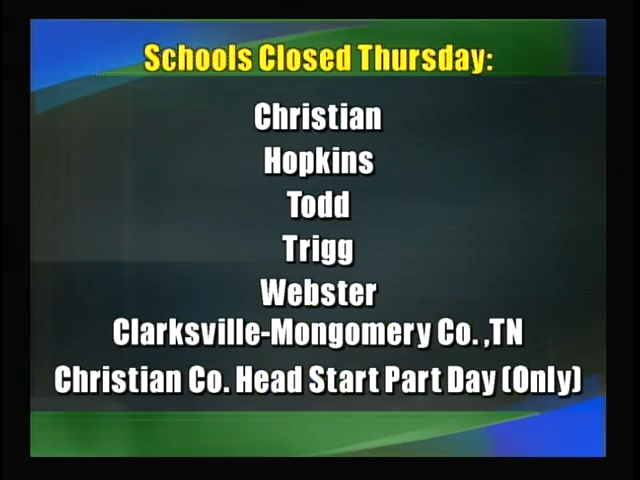 Schools Closed Thursday:
Christian
Hopkins
Todd
Trigg
Webster
Clarksville-Mongomery Co. ,TN
Christian Co. Head Start Part Day (Only)